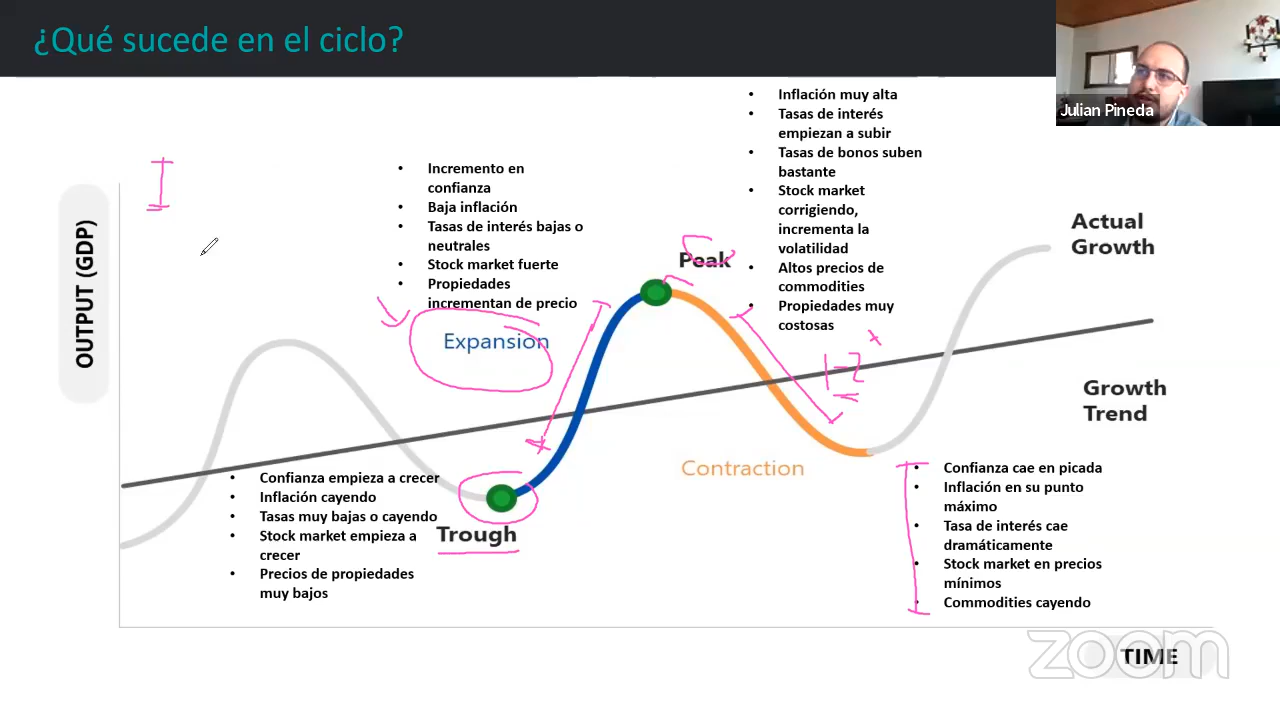 ¿Qué sucede en el ciclo?
Julian Pineda
• Inflación muy alta
• Tasas de interés
empiezan a subir
• Tasas de bonos suben
bastante
• Stock market
corrigiendo,
incrementa la
volatilidad
• Altos precios de
commodities
• Propiedades muy
costosas
• Incremento en
confianza
• Baja inflación
• Tasas de interés bajas o
neutrales
• Stock market fuerte
• Propiedades
incrementan de precio
OUTPUT (GDP)
Peak
Actual
Growth
Expansion
1-2
Growth
Trend
Contraction
• Confianza empieza a crecer
• Inflación cayendo
• Tasas muy bajas o cayendo
• Stock market empieza a
crecer
• Precios de propiedades
muy bajos
Trough
• Confianza cae en picada
• Inflación en su punto
máximo
• Tasa de interés cae
dramáticamente
• Stock market en precios
mínimos
• Commodities cayendo
zoom
TIME